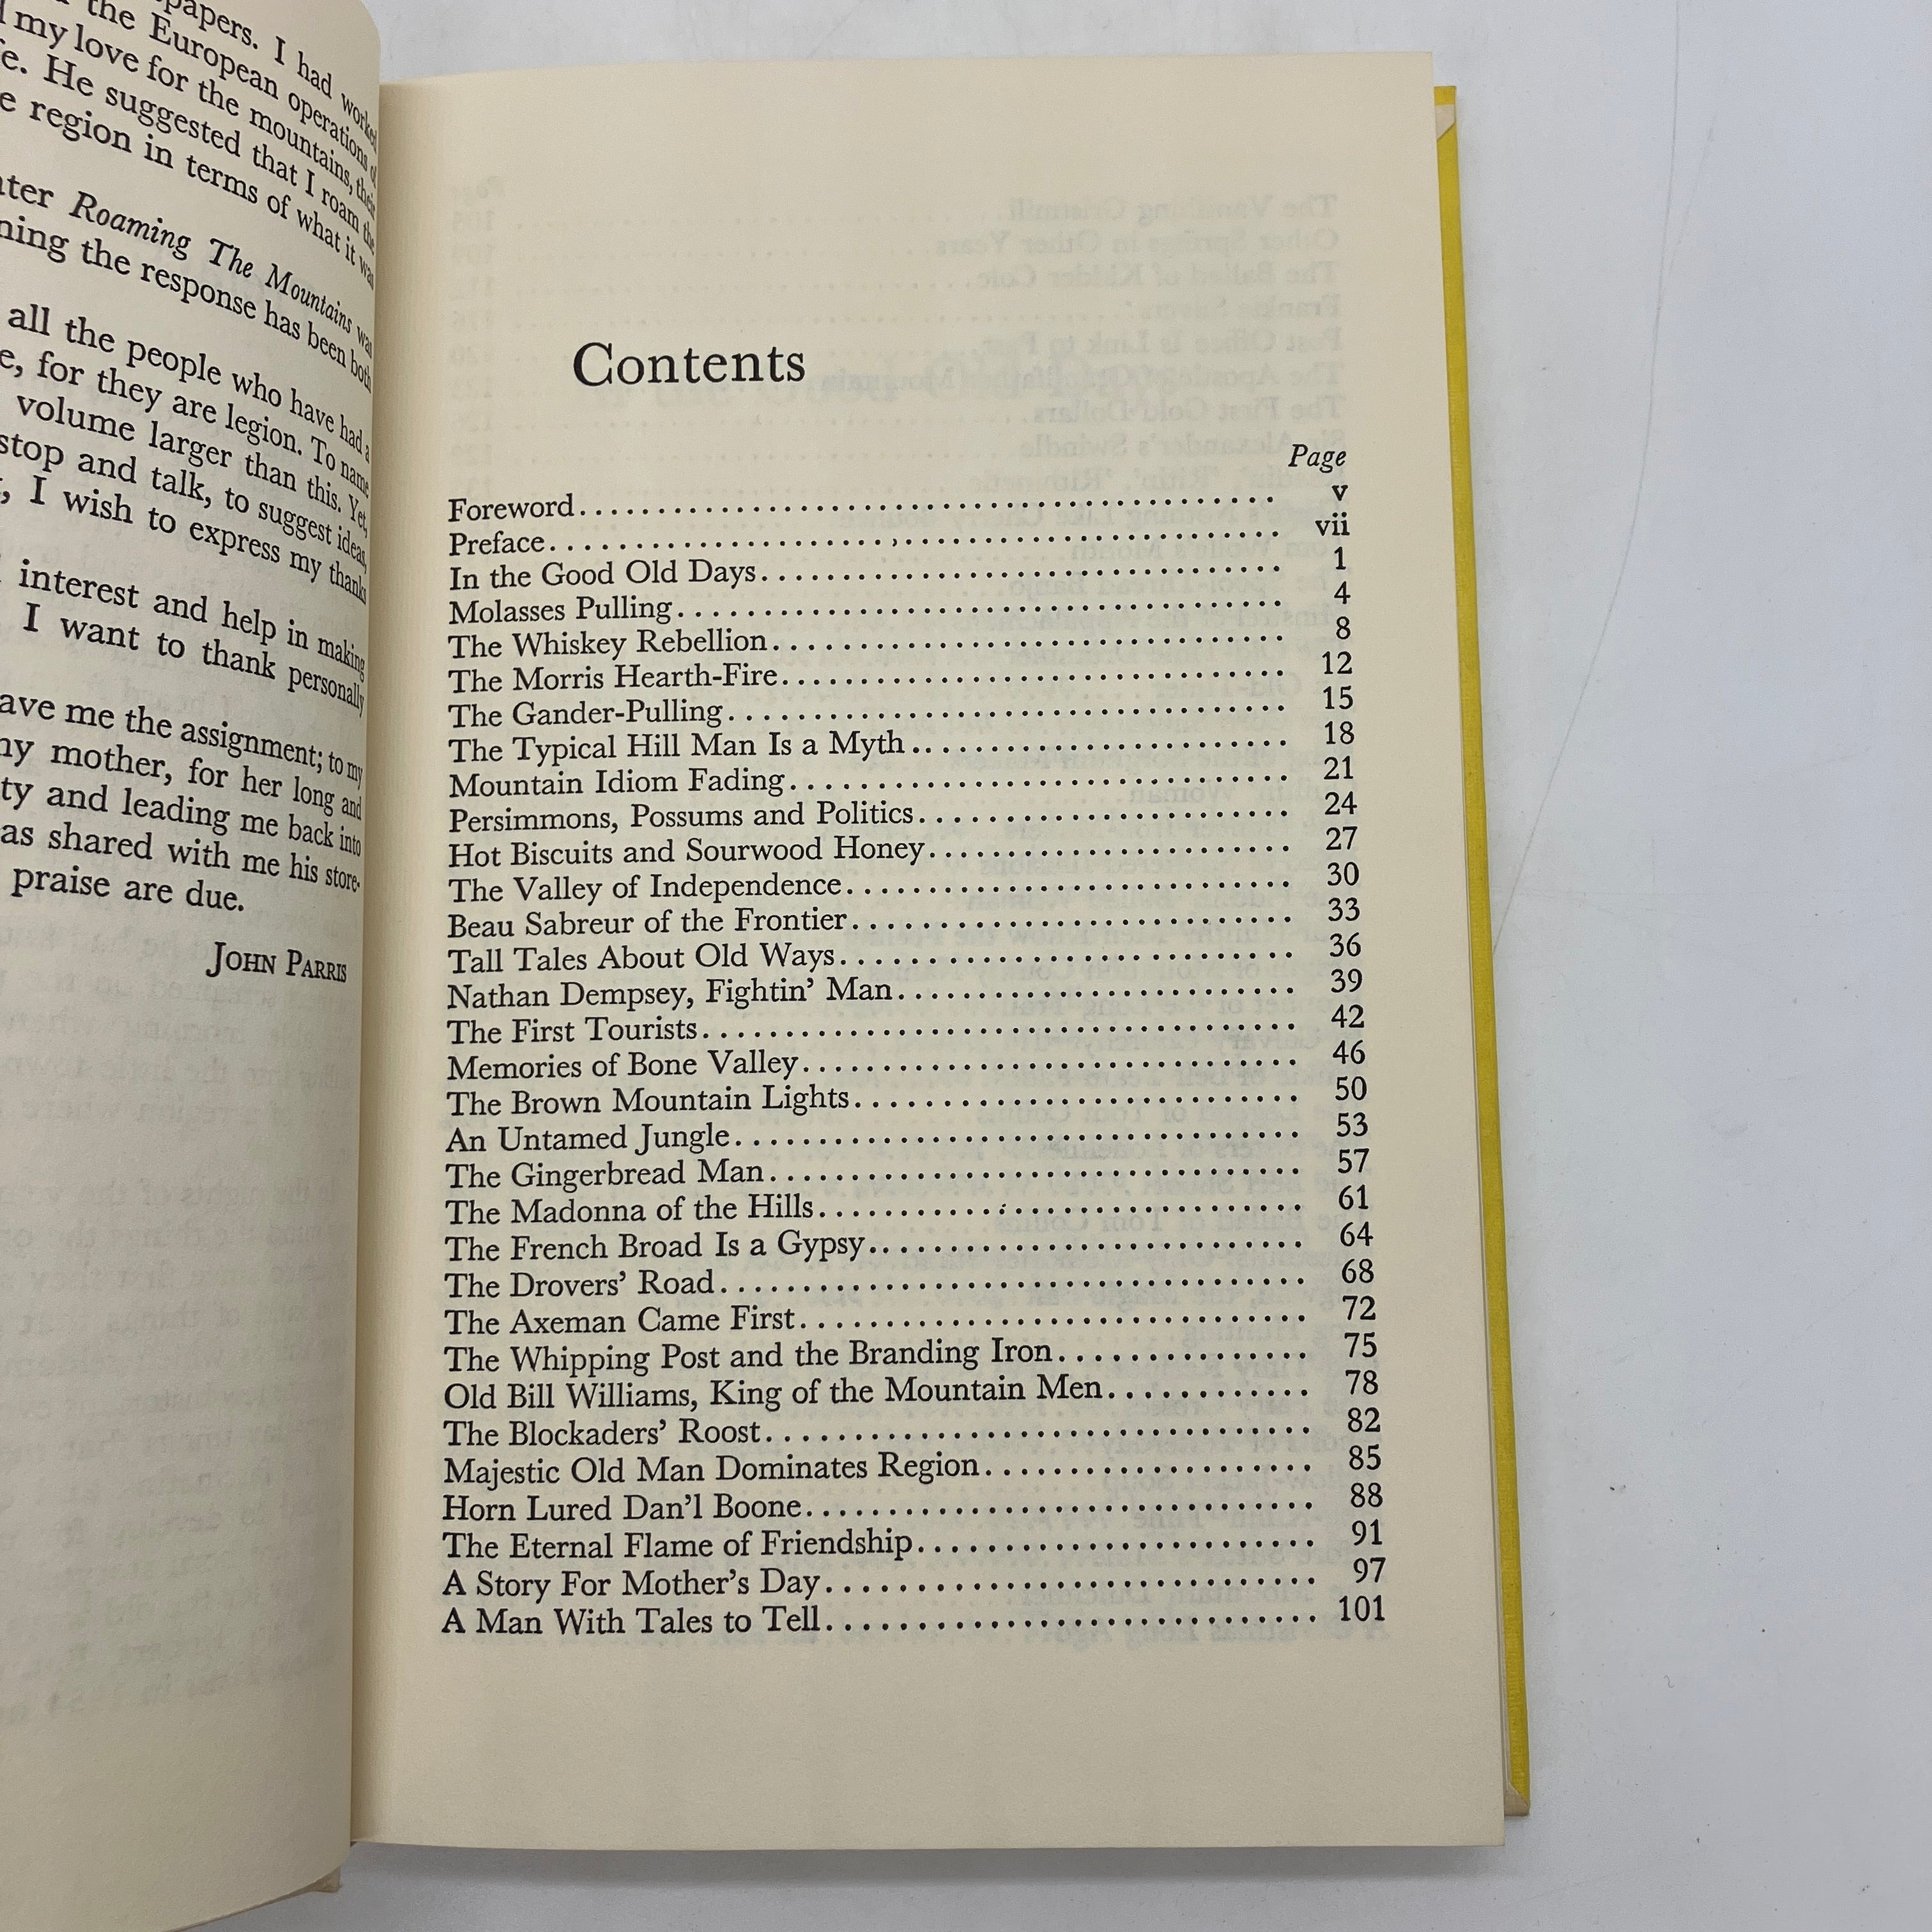 papers. I had worked
the European operations of
my love for the mountains, their
e. He suggested that I roam the
e region in terms of what it was
ter Roaming The Mountains was
ning the response has been both
all the people who have had a
e, for they are legion. To name
volume larger than this. Yet,
stop and talk, to suggest ideas,
, I wish to express my thanks
interest and help in making
I want to thank personally
ave me the assignment; to my
my mother, for her long and
ty and leading me back into
as shared with me his store-
praise are due.
JOHN PARRIS
Contents
Page
Foreword v
Preface vii
In the Good Old Days 1
Molasses Pulling 4
The Whiskey Rebellion 8
The Morris Hearth-Fire 12
The Gander-Pulling 15
The Typical Hill Man Is a Myth 18
Mountain Idiom Fading 21
Persimmons, Possums and Politics 24
Hot Biscuits and Sourwood Honey 27
The Valley of Independence 30
Beau Sabreur of the Frontier 33
Tall Tales About Old Ways 36
Nathan Dempsey, Fightin’ Man 39
The First Tourists 42
Memories of Bone Valley 46
The Brown Mountain Lights 50
An Untamed Jungle 53
The Gingerbread Man 57
The Madonna of the Hills 61
The French Broad Is a Gypsy 64
The Drovers’ Road 68
The Axeman Came First 72
The Whipping Post and the Branding Iron 75
Old Bill Williams, King of the Mountain Men 78
The Blockaders’ Roost 82
Majestic Old Man Dominates Region 85
Horn Lured Dan’l Boone 88
The Eternal Flame of Friendship 91
A Story For Mother’s Day 97
A Man With Tales to Tell 101